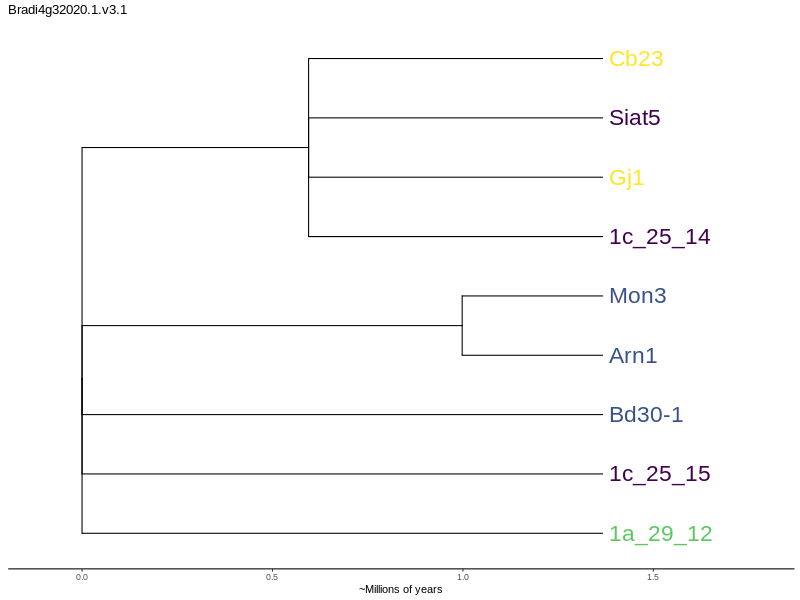 Bradi4g32020.1.v3.1
Cb23
Siat5
Gj1
1c_25_14
Mon3
Arn1
Bd30-1
1c_25_15
1a_29_12
0.0 0.5 1.0 1.5
~Millions of years